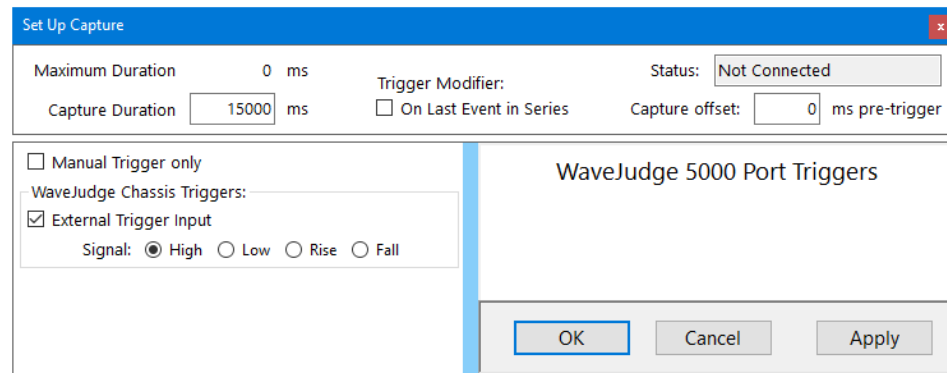 Set Up Capture
x
Maximum Duration 0 ms
Trigger Modifier:
Status: Not Connected
Capture Duration 15000 ms
On Last Event in Series
Capture offset: 0 ms pre-trigger
Manual Trigger only
WaveJudge Chassis Triggers:
External Trigger Input
Signal: High Low Rise Fall
WaveJudge 5000 Port Triggers
OK Cancel Apply